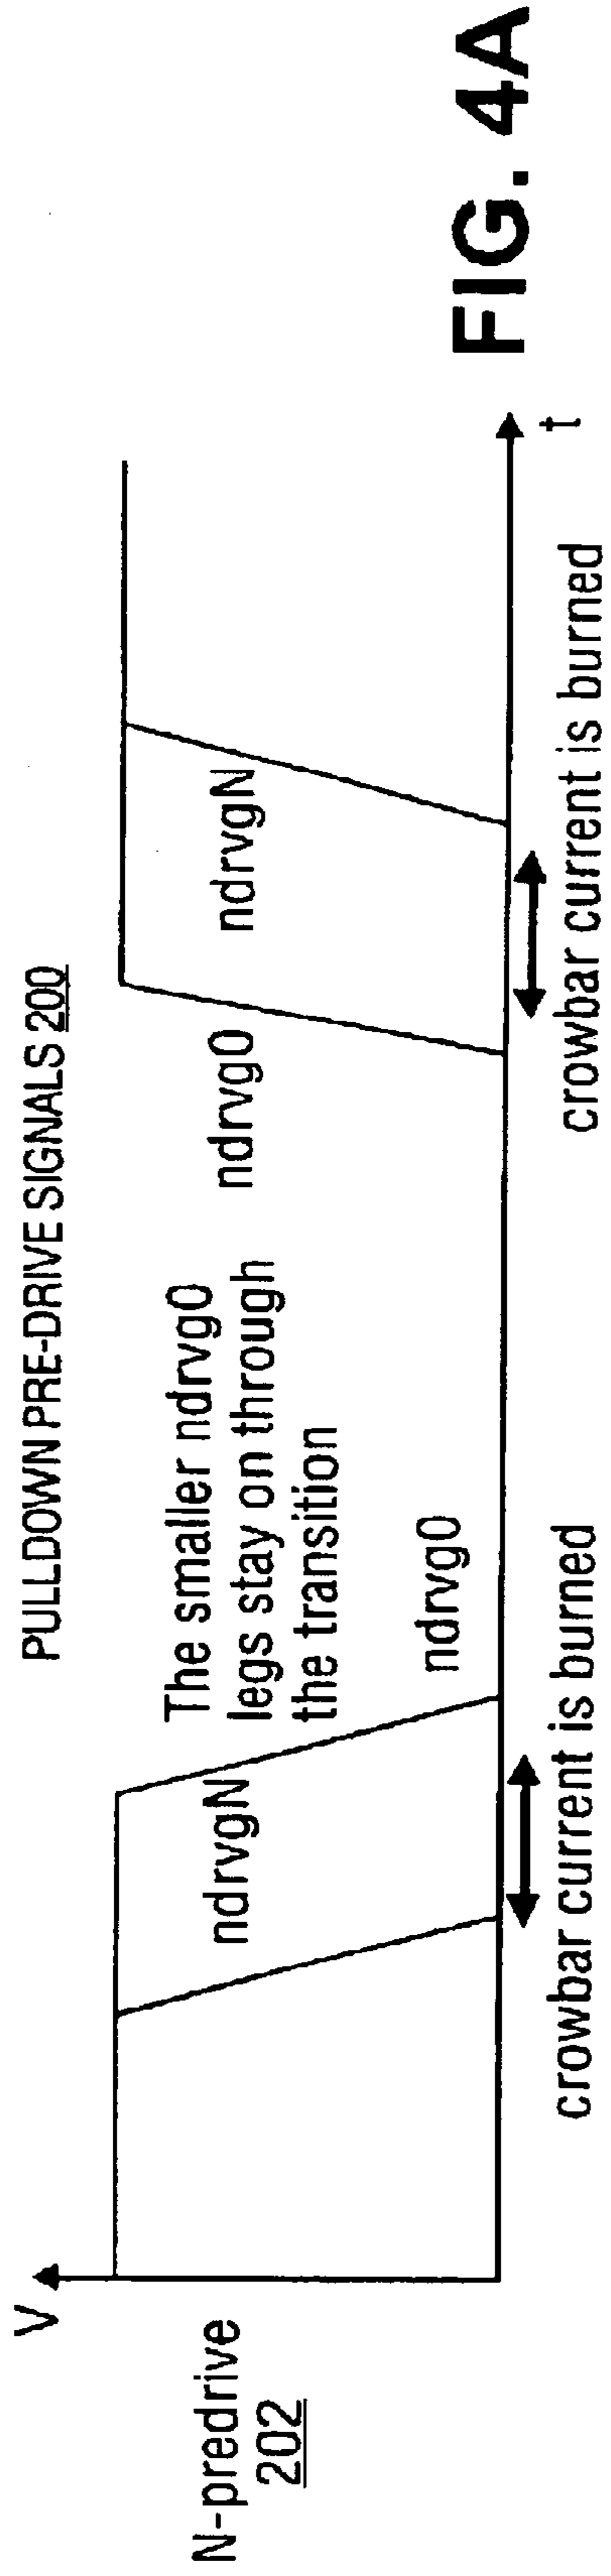 PULLDOWN PRE-DRIVE SIGNALS 200
V
N-predrive
202
ndrvgN
The smaller ndrvg0
legs stay on through
the transition
ndrvg0
ndrvg0
ndrvgN
t
crowbar current is burned
crowbar current is burned
FIG. 4A